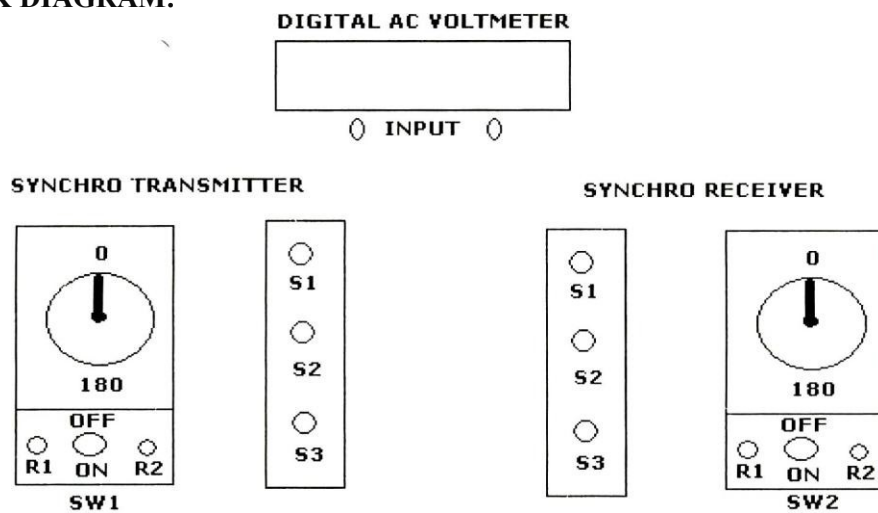 DIAGRAM:
DIGITAL AC VOLTMETER
INPUT
SYNCHRO TRANSMITTER
SYNCHRO RECEIVER
0
180
OFF
R1 ON R2
SW1
S1
S2
S3
S1
S2
S3
0
180
OFF
R1 ON R2
SW2